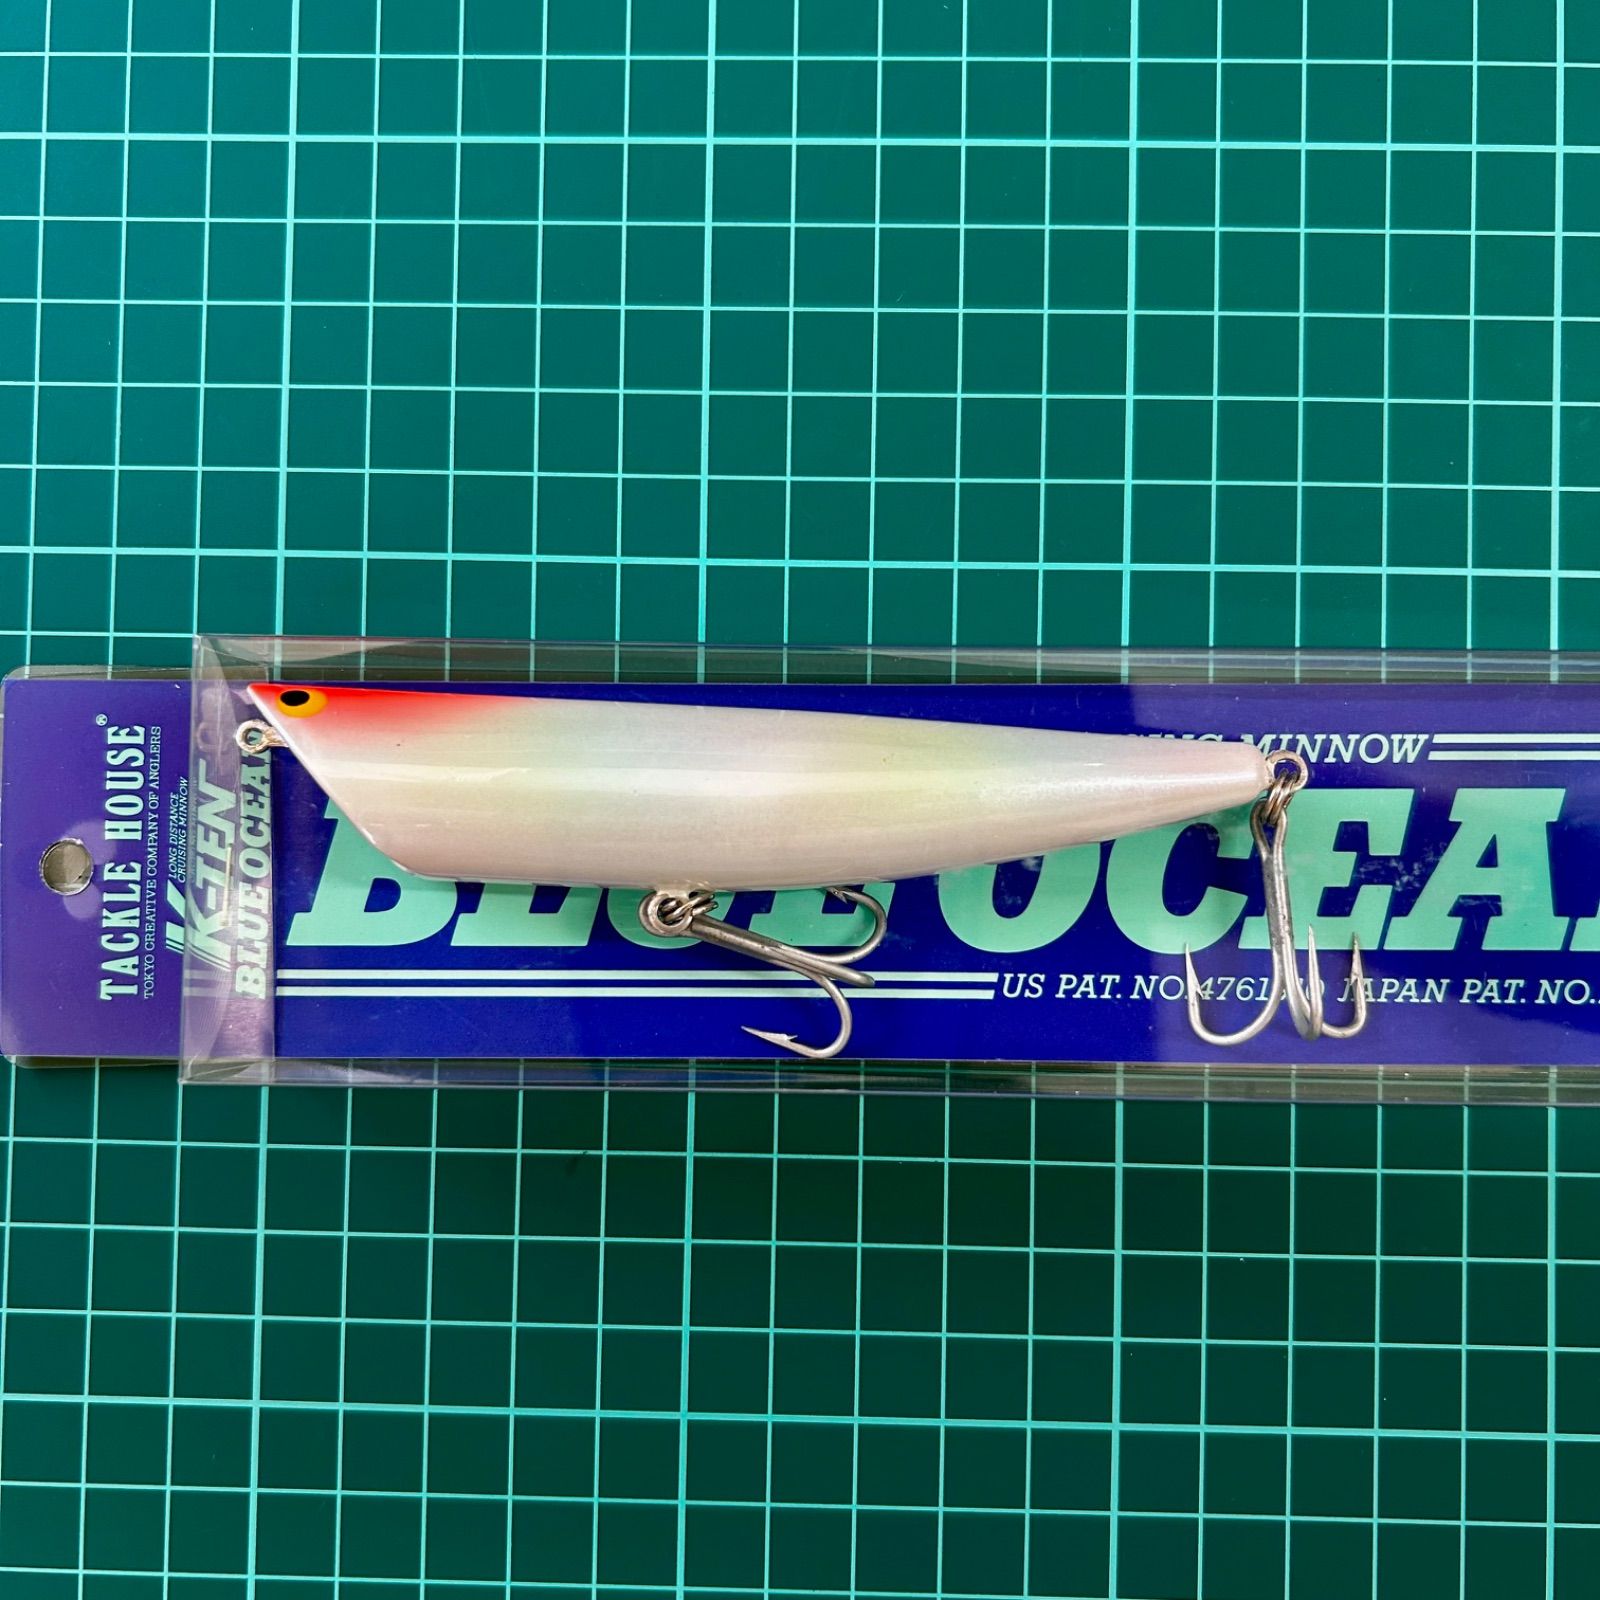 TACKLE HOUSE®
TOKYO CREATIVE COMPANY OF ANGLERS
LONG DISTANCE
CRUISING MINNOW
K-TEN
BLUE OCEAN
MINNOW
BLUE OCEA
US PAT. NO. JAPAN PAT. NO.